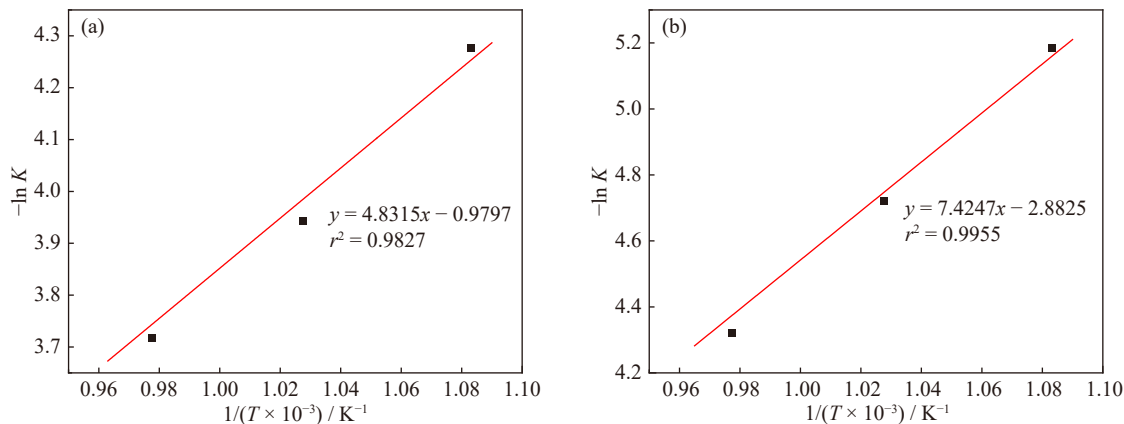 (a)
4.3
4.2
4.1
4.0
3.9
3.8
3.7
−ln K
y = 4.8315x − 0.9797
r² = 0.9827
0.96 0.98 1.00 1.02 1.04 1.06 1.08 1.10
1/(T × 10⁻³) / K⁻¹
(b)
5.2
5.0
4.8
4.6
4.4
4.2
−ln K
y = 7.4247x − 2.8825
r² = 0.9955
0.96 0.98 1.00 1.02 1.04 1.06 1.08 1.10
1/(T × 10⁻³) / K⁻¹